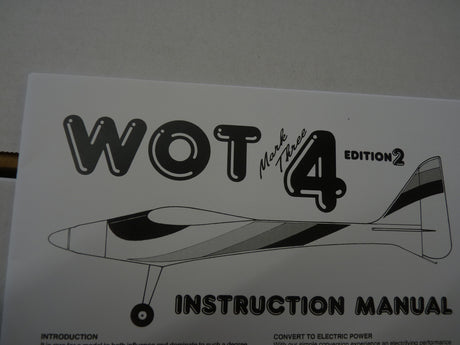 WOT 4
Mark Three
EDITION 2
INSTRUCTION MANUAL
INTRODUCTION
CONVERT TO ELECTRIC POWER